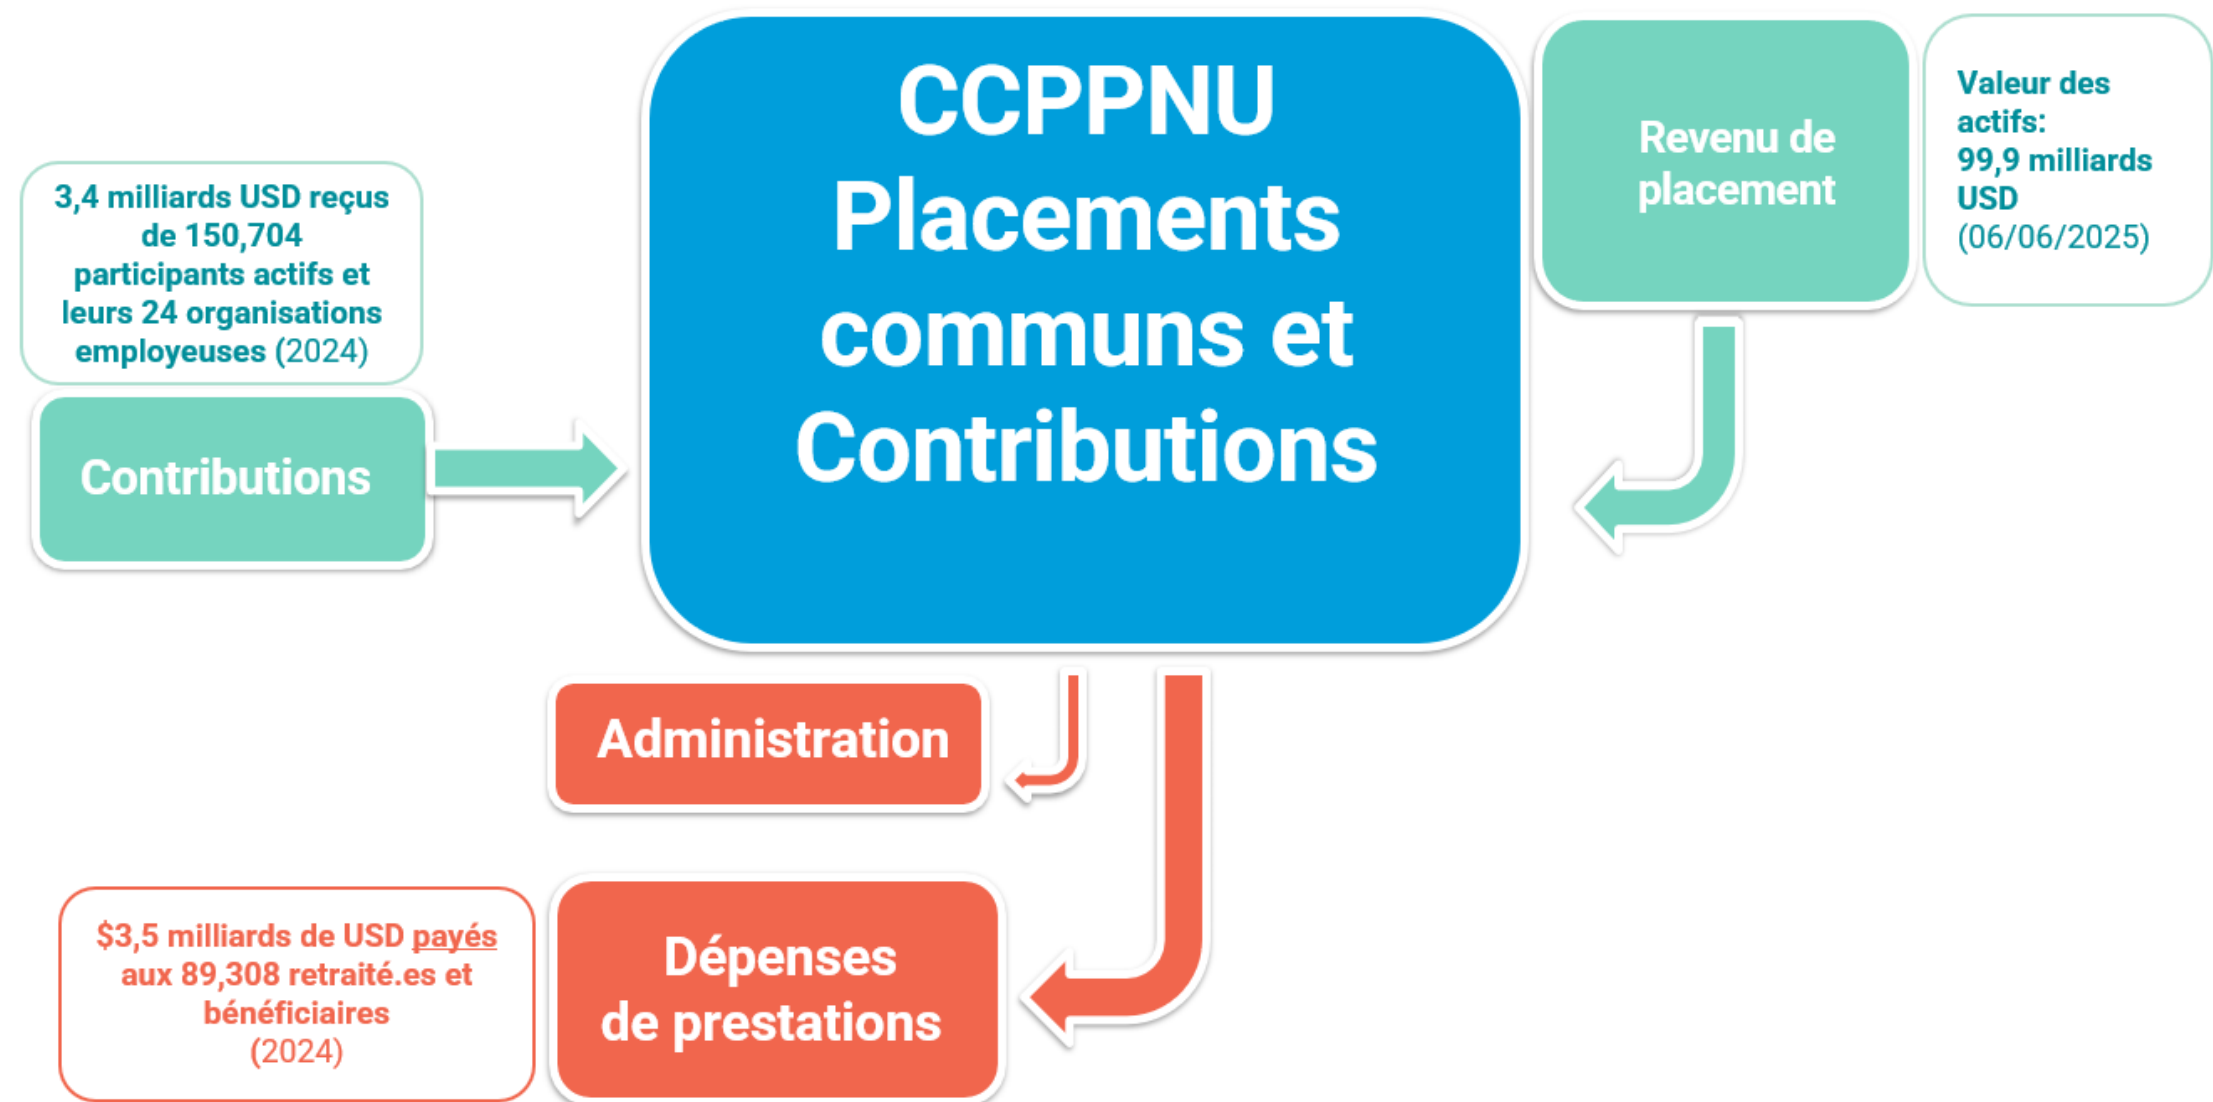 CCPPNU
Placements
communs et
Contributions
Revenu de
placement
Valeur des
actifs:
99,9 milliards
USD
(06/06/2025)
3,4 milliards USD reçus
de 150,704
participants actifs et
leurs 24 organisations
employeuses (2024)
Contributions
Administration
Dépenses
de prestations
$3,5 milliards de USD payés
aux 89,308 retraité.es et
bénéficiaires
(2024)